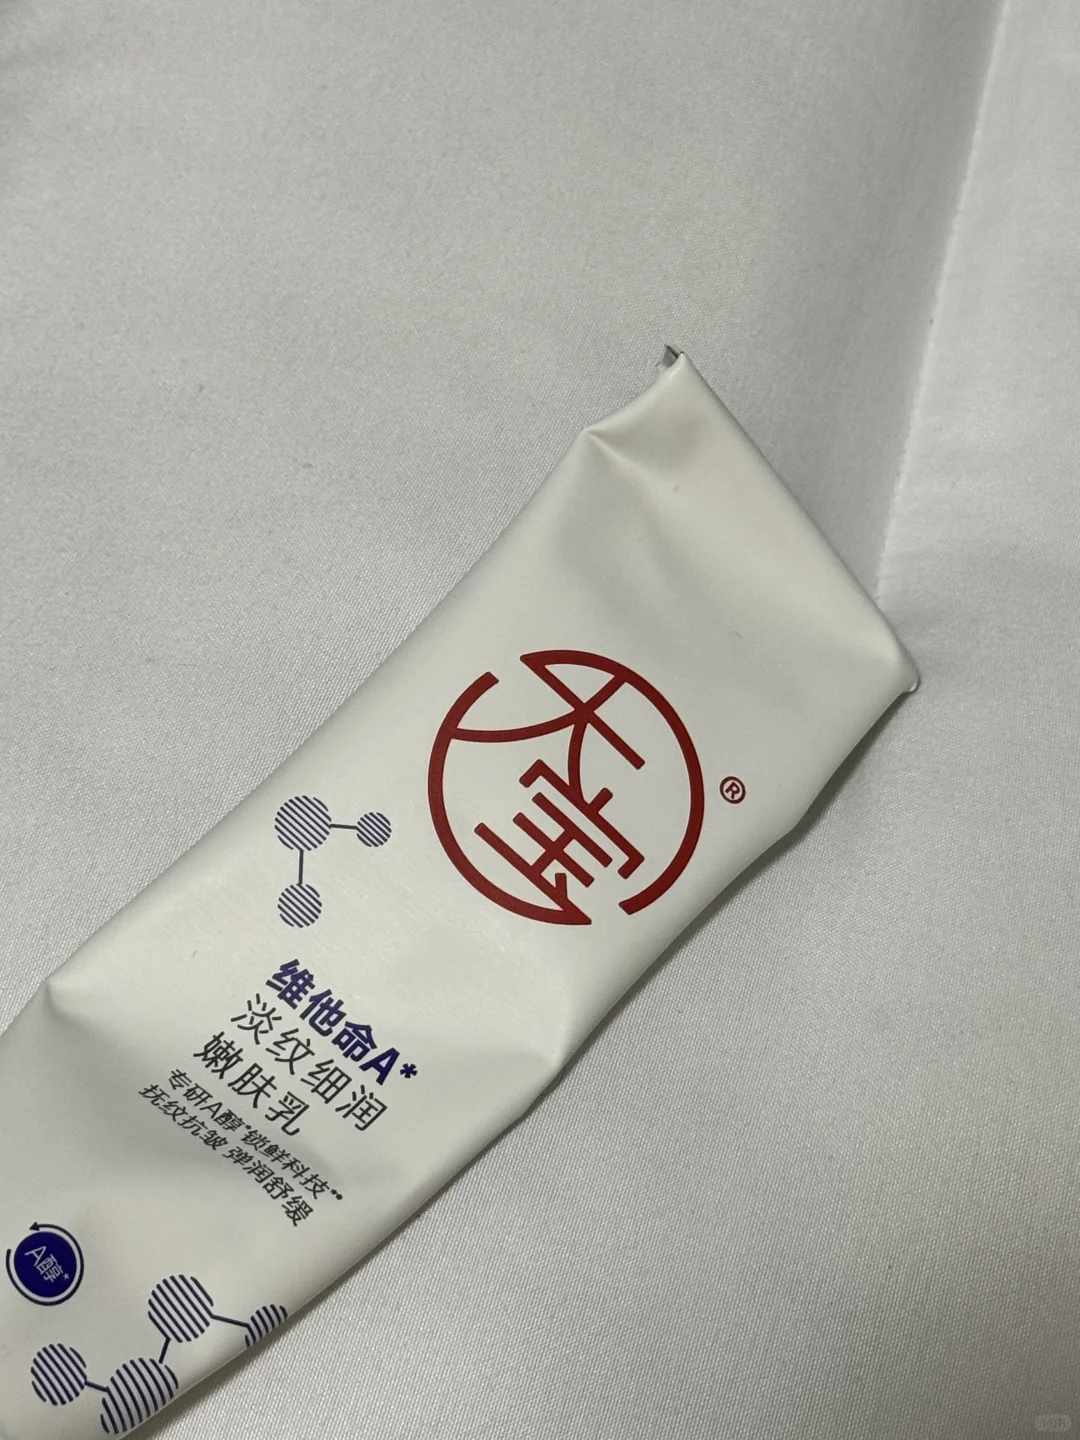 大宝
®
维他命A*
淡纹细润
嫩肤乳
专研A醇*锁鲜科技**
抚纹抗皱 弹润舒缓
A醇*